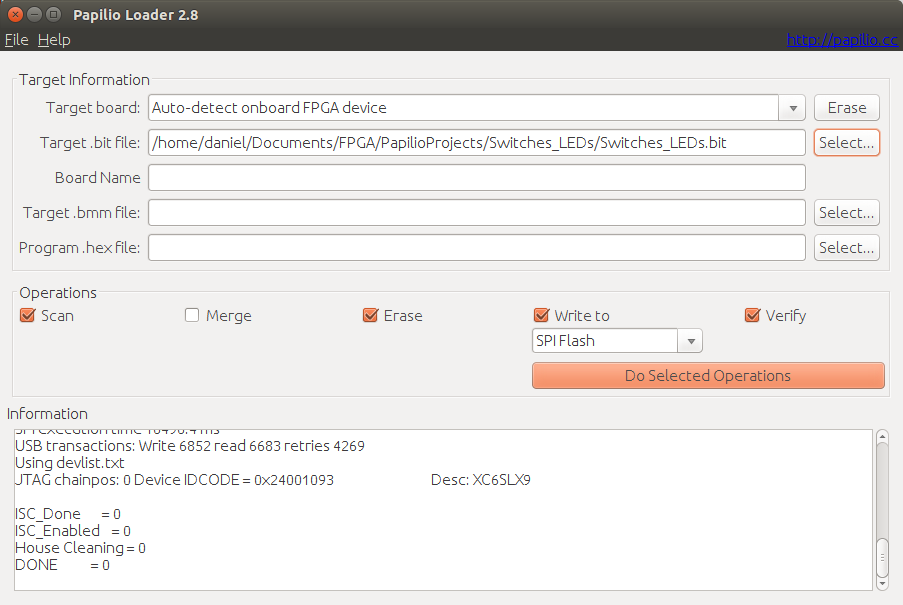 Papilio Loader 2.8
File Help http://papilio.cc
Target Information
Target board: Auto-detect onboard FPGA device Erase
Target .bit file: /home/daniel/Documents/FPGA/PapilioProjects/Switches_LEDs/Switches_LEDs.bit Select...
Board Name
Target .bmm file: Select...
Program .hex file: Select...
Operations
Scan Merge Erase Write to Verify
SPI Flash
Do Selected Operations
Information
execution time
USB transactions: Write 6852 read 6683 retries 4269
Using devlist.txt
JTAG chainpos: 0 Device IDCODE = 0x24001093 Desc: XC6SLX9
ISC_Done = 0
ISC_Enabled = 0
House Cleaning = 0
DONE = 0